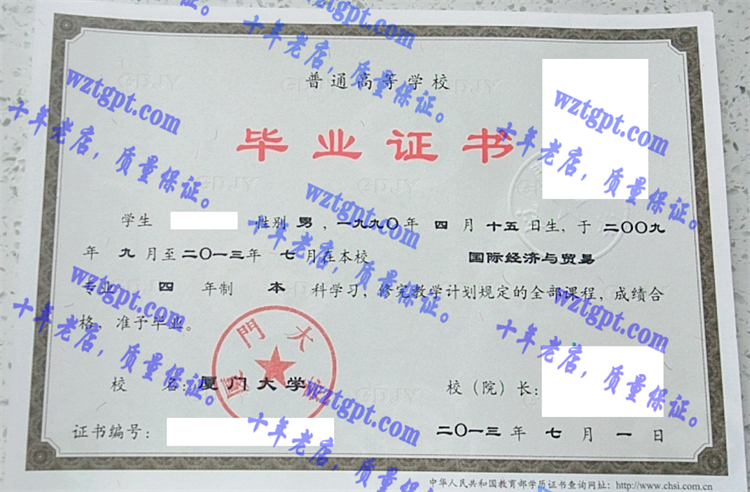 普通高等学校
毕业证书
学生 性别 男，一九九〇年 四 月 十五日生，于 二〇〇九
年 九 月至二〇一三年 七月在本校 国际经济与贸易
专业 四 年制 本 科学习，修完教学计划规定的全部课程，成绩合
格，准予毕业。
校 名：厦门大学 校（院）长：
证书编号： 二〇一三 年 七 月 一 日
中华人民共和国教育部学历证书查询网址：http://www.chsi.com.cn
wztgpt.com
十年老店，质量保证。